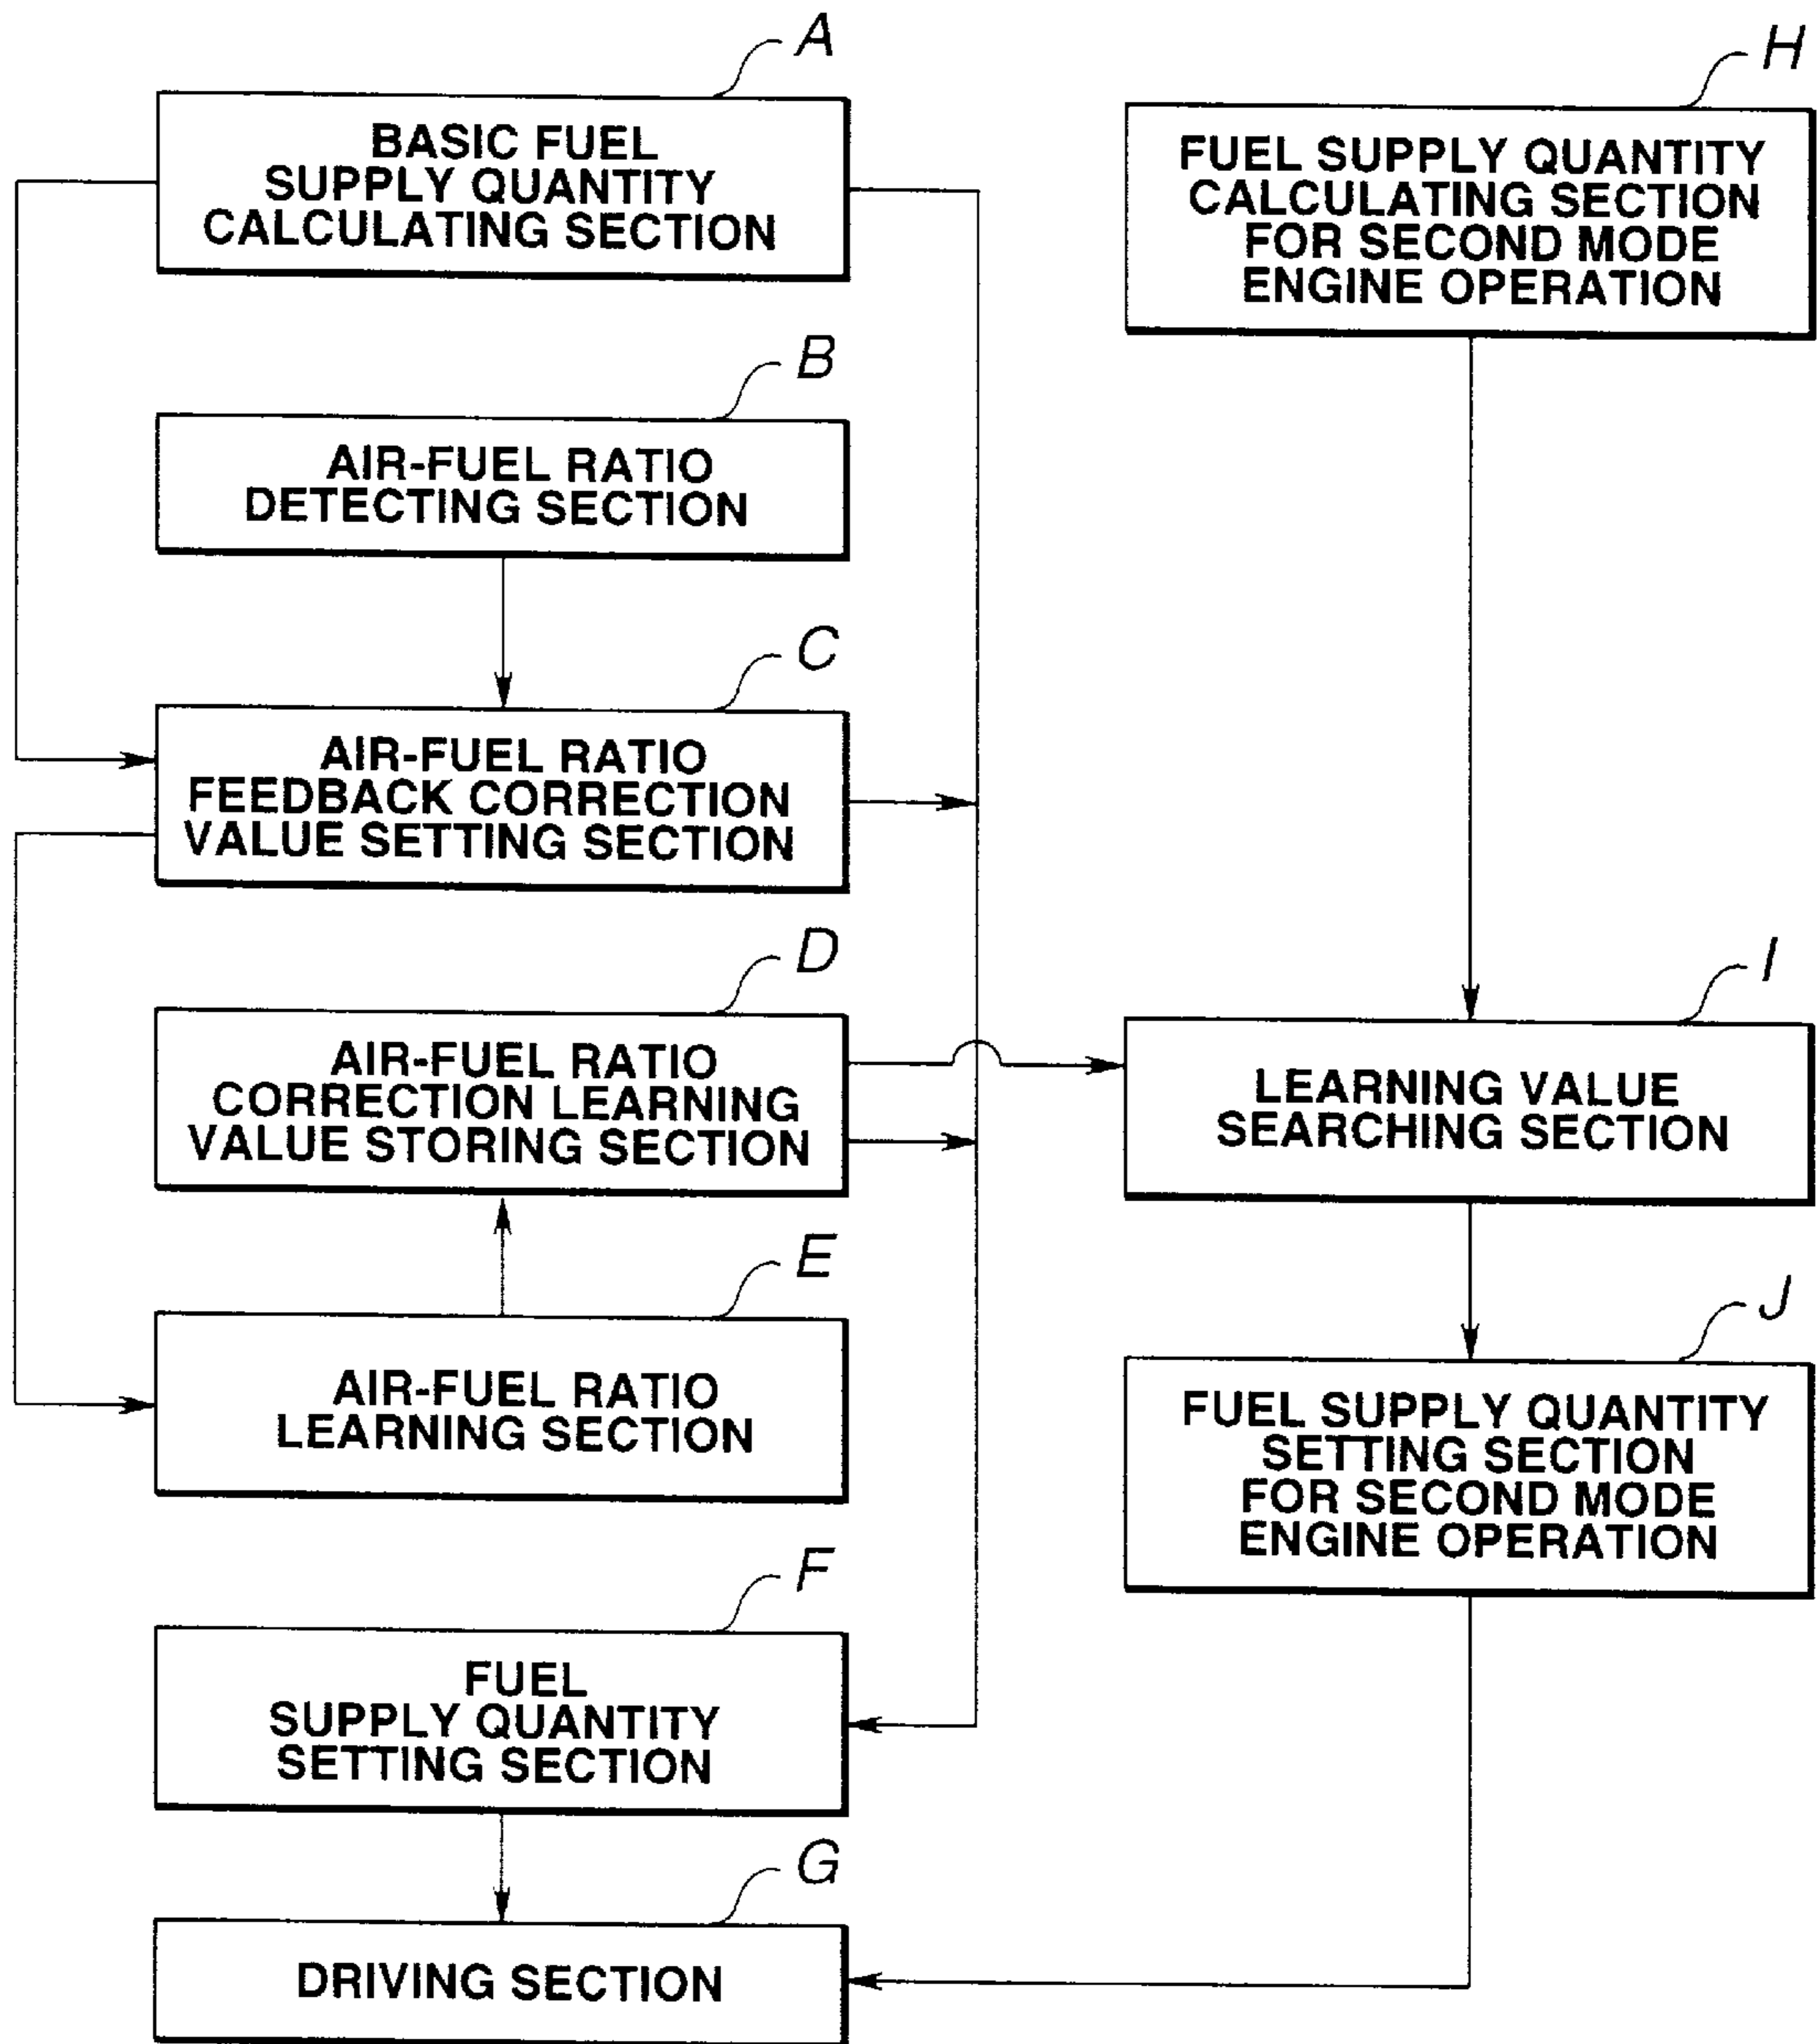 A
BASIC FUEL
SUPPLY QUANTITY
CALCULATING SECTION
B
AIR-FUEL RATIO
DETECTING SECTION
C
AIR-FUEL RATIO
FEEDBACK CORRECTION
VALUE SETTING SECTION
D
AIR-FUEL RATIO
CORRECTION LEARNING
VALUE STORING SECTION
E
AIR-FUEL RATIO
LEARNING SECTION
F
FUEL
SUPPLY QUANTITY
SETTING SECTION
G
DRIVING SECTION
H
FUEL SUPPLY QUANTITY
CALCULATING SECTION
FOR SECOND MODE
ENGINE OPERATION
I
LEARNING VALUE
SEARCHING SECTION
J
FUEL SUPPLY QUANTITY
SETTING SECTION
FOR SECOND MODE
ENGINE OPERATION